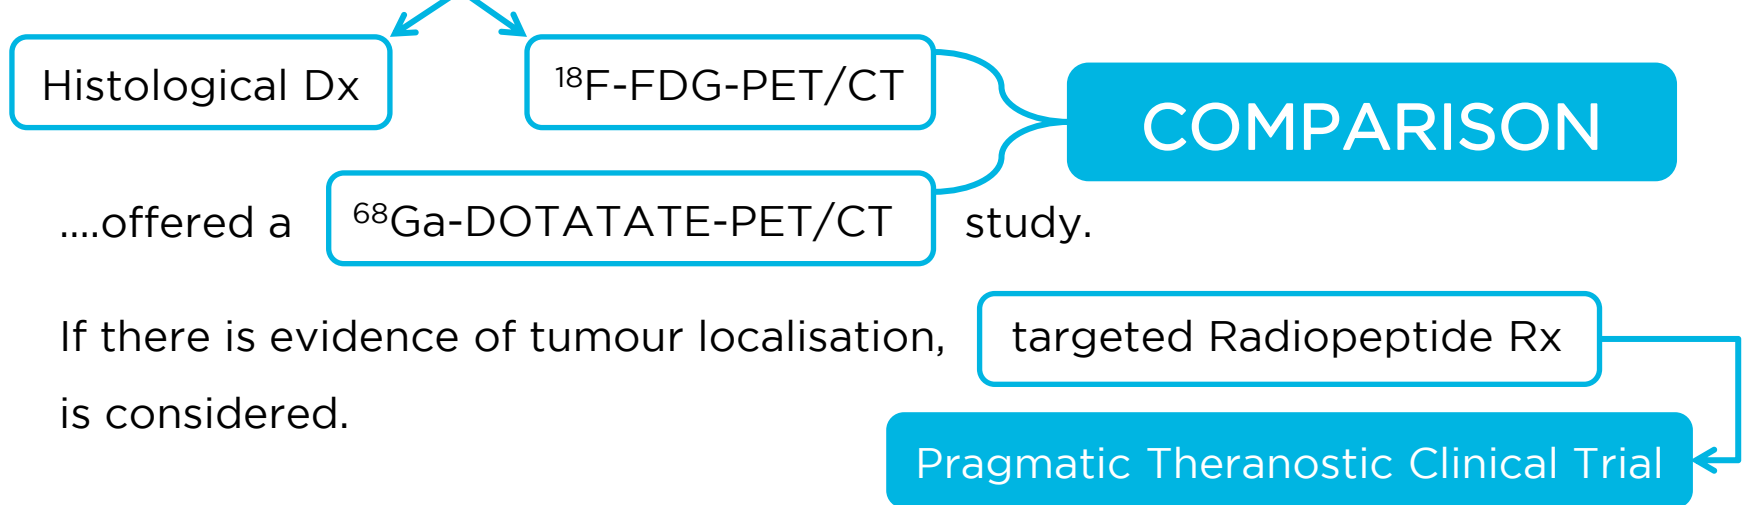 Histological Dx
¹⁸F-FDG-PET/CT
COMPARISON
....offered a ⁶⁸Ga-DOTATATE-PET/CT study.
If there is evidence of tumour localisation, targeted Radiopeptide Rx
is considered.
Pragmatic Theranostic Clinical Trial